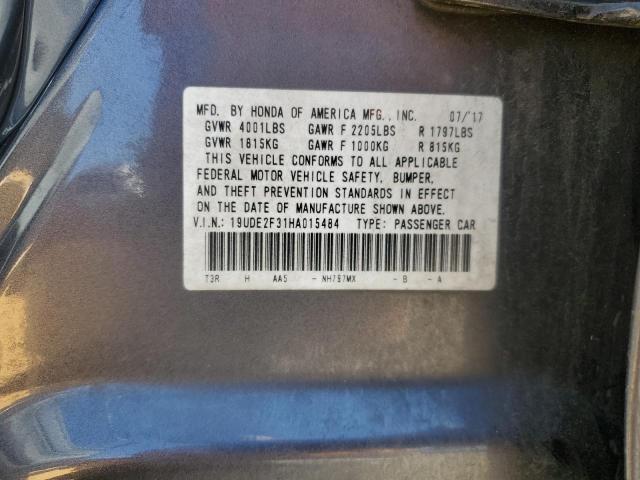 MFD. BY HONDA OF AMERICA MFG., INC. 07/17
GVWR 4001LBS GAWR F 2205LBS R 1797LBS
GVWR 1815KG GAWR F 1000KG R 815KG
THIS VEHICLE CONFORMS TO ALL APPLICABLE
FEDERAL MOTOR VEHICLE SAFETY, BUMPER,
AND THEFT PREVENTION STANDARDS IN EFFECT
ON THE DATE OF MANUFACTURE SHOWN ABOVE.
V.I.N.: 19UDE2F31HA015484 TYPE: PASSENGER CAR
T3R H AA5 - NH797MX - B - A